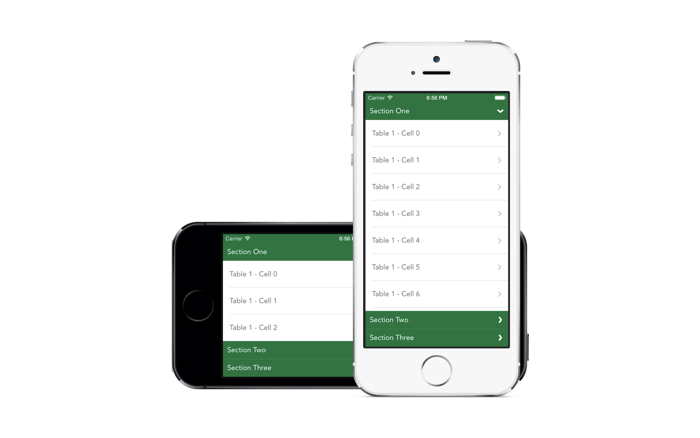 Carrier 6:56 PM
Section One
Table 1 - Cell 0
Table 1 - Cell 1
Table 1 - Cell 2
Table 1 - Cell 3
Table 1 - Cell 4
Table 1 - Cell 5
Table 1 - Cell 6
Section Two
Section Three
Carrier 6:56
Section One
Table 1 - Cell 0
Table 1 - Cell 1
Table 1 - Cell 2
Section Two
Section Three